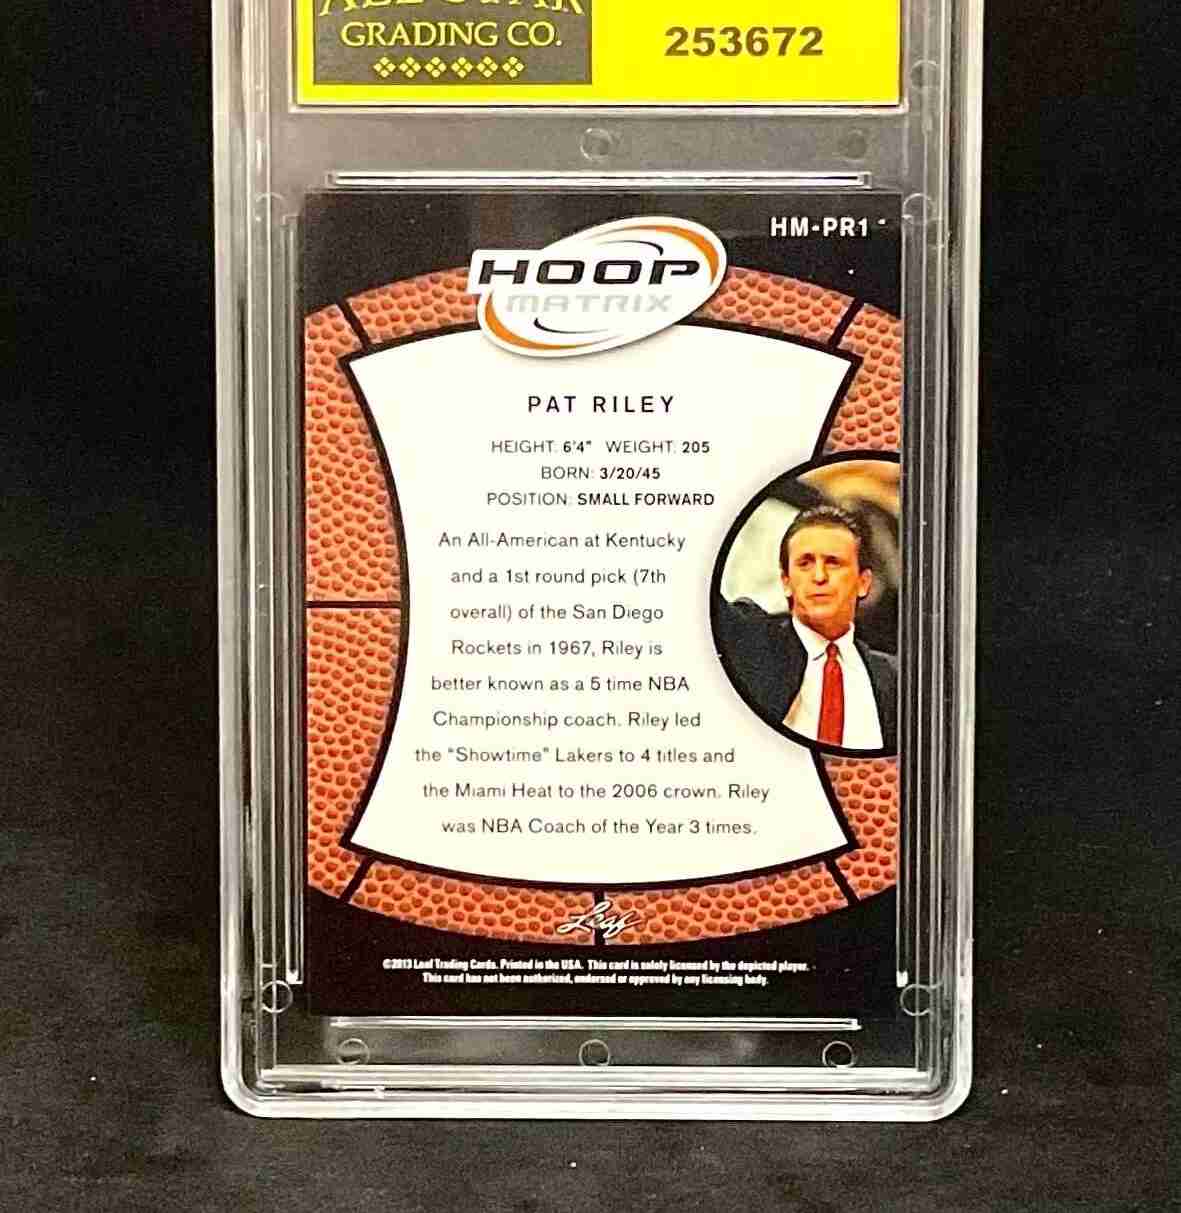 ALL STAR
GRADING CO.
253672
HM-PR1
HOOP
MATRIX
PAT RILEY
HEIGHT: 6'4" WEIGHT: 205
BORN: 3/20/45
POSITION: SMALL FORWARD
An All-American at Kentucky
and a 1st round pick (7th
overall) of the San Diego
Rockets in 1967, Riley is
better known as a 5 time NBA
Championship coach. Riley led
the "Showtime" Lakers to 4 titles and
the Miami Heat to the 2006 crown. Riley
was NBA Coach of the Year 3 times.
Leaf
©2013 Leaf Trading Cards. Printed in the USA. This card is solely licensed by the depicted player.
This card has not been authorized, endorsed or approved by any licensing body.